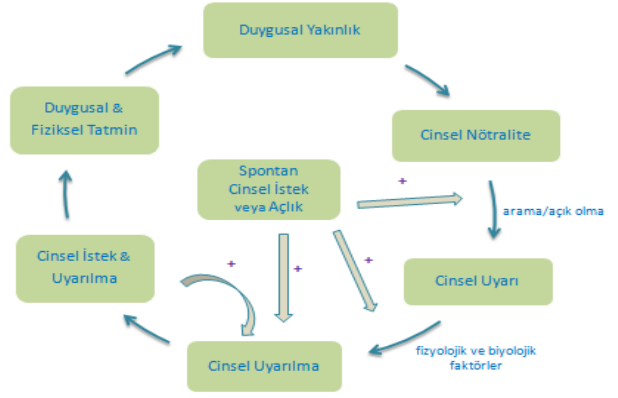 Duygusal Yakınlık
Duygusal &
Fiziksel Tatmin
Cinsel Nötralite
Spontan
Cinsel İstek
veya Açlık
+
arama/açık olma
Cinsel İstek &
Uyarılma
+
+
+
Cinsel Uyarı
Cinsel Uyarılma
fizyolojik ve biyolojik
faktörler